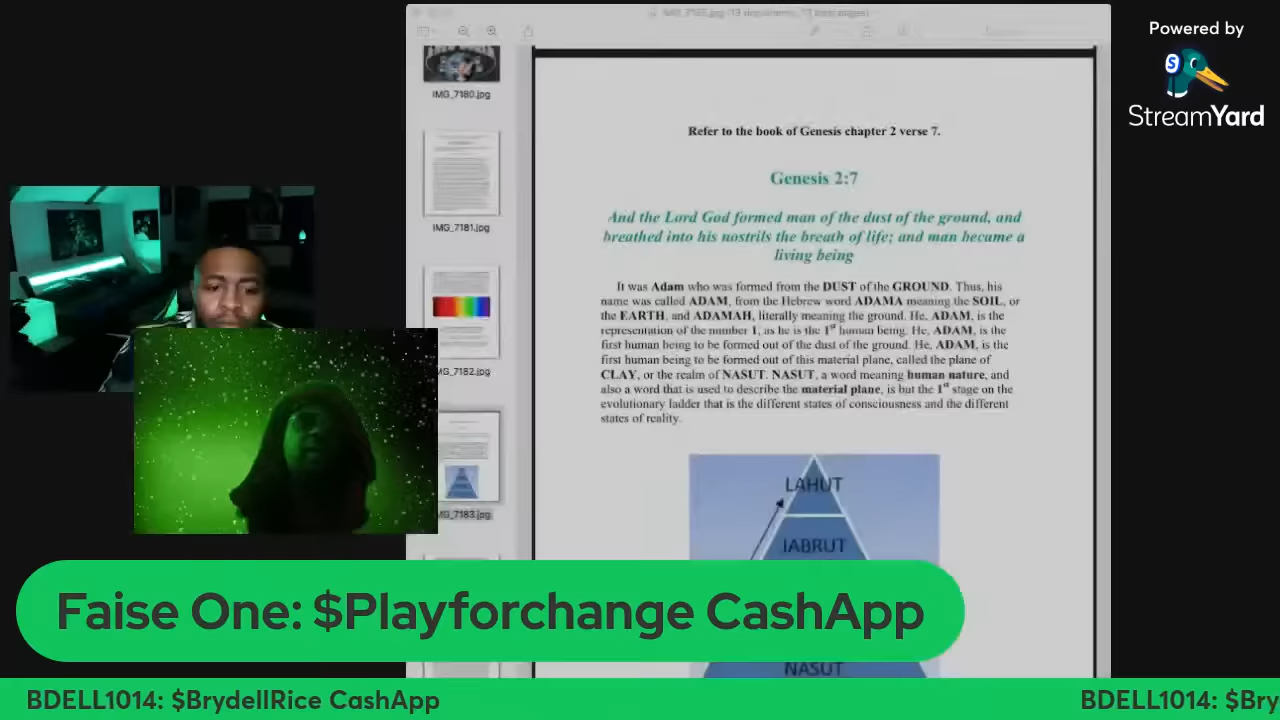 Powered by
StreamYard
IMG_7180.jpg
IMG_7181.jpg
IMG_7182.jpg
IMG_7183.jpg
Refer to the book of Genesis chapter 2 verse 7.
Genesis 2:7
And the Lord God formed man of the dust of the ground, and
breathed into his nostrils the breath of life; and man became a
living being
It was Adam who was formed from the DUST of the GROUND. Thus, his
name was called ADAM, from the Hebrew word ADAMA meaning the SOIL, or
the EARTH, and ADAMAH, literally meaning the ground. He, ADAM, is the
representation of the number 1, as he is the 1st human being. He, ADAM, is the
first human being to be formed out of the dust of the ground. He, ADAM, is the
first human being to be formed out of this material plane, called the plane of
CLAY, or the realm of NASUT. NASUT, a word meaning human nature, and
also a word that is used to describe the material plane, is but the 1st stage on the
evolutionary ladder that is the different states of consciousness and the different
states of reality.
LAHUT
JABRUT
NASUT
Faise One: $Playforchange CashApp
BDELL1014: $BrydellRice CashApp
BDELL1014: $Bry